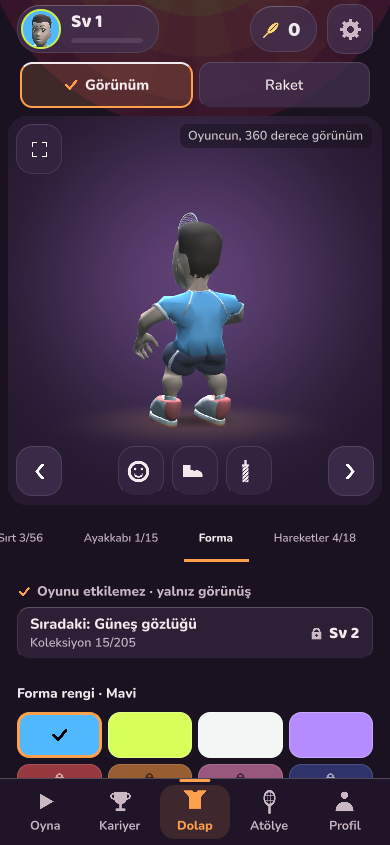 Sv 1
0
Görünüm
Raket
Oyuncun, 360 derece görünüm
Sırt 3/56
Ayakkabı 1/15
Forma
Hareketler 4/18
Oyunu etkilemez · yalnız görünüş
Sıradaki: Güneş gözlüğü
Koleksiyon 15/205
Sv 2
Forma rengi · Mavi
Oyna
Kariyer
Dolap
Atölye
Profil